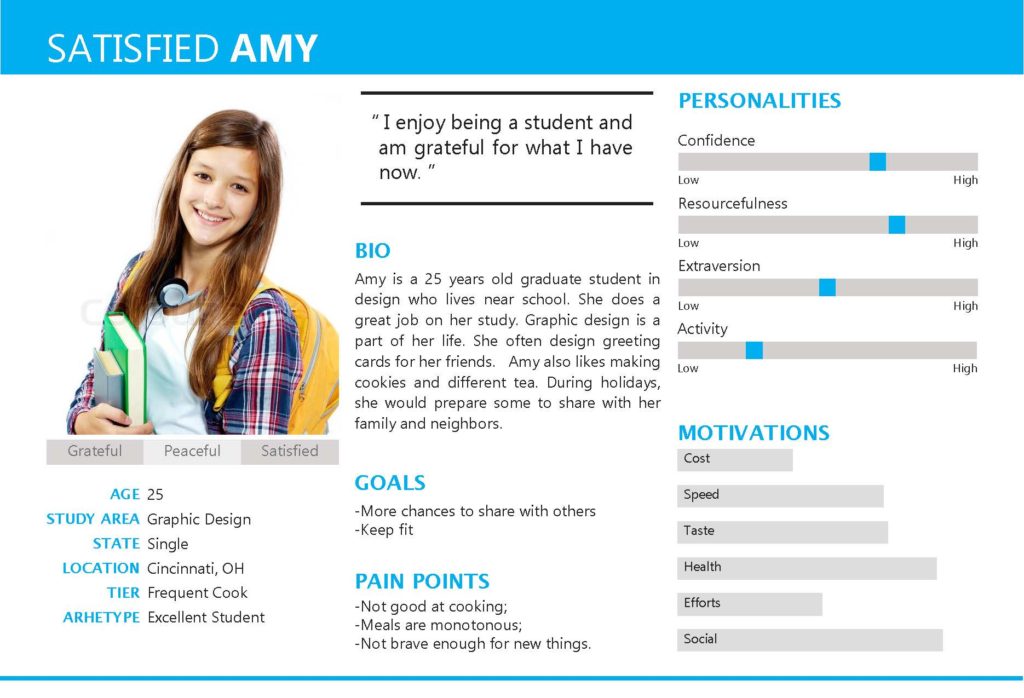 SATISFIED AMY
Grateful Peaceful Satisfied
AGE 25
STUDY AREA Graphic Design
STATE Single
LOCATION Cincinnati, OH
TIER Frequent Cook
ARHETYPE Excellent Student
“ I enjoy being a student and
am grateful for what I have
now. ”
BIO
Amy is a 25 years old graduate student in
design who lives near school. She does a
great job on her study. Graphic design is a
part of her life. She often design greeting
cards for her friends. Amy also likes making
cookies and different tea. During holidays,
she would prepare some to share with her
family and neighbors.
GOALS
-More chances to share with others
-Keep fit
PAIN POINTS
-Not good at cooking;
-Meals are monotonous;
-Not brave enough for new things.
PERSONALITIES
Confidence
Low High
Resourcefulness
Low High
Extraversion
Low High
Activity
Low High
MOTIVATIONS
Cost
Speed
Taste
Health
Efforts
Social